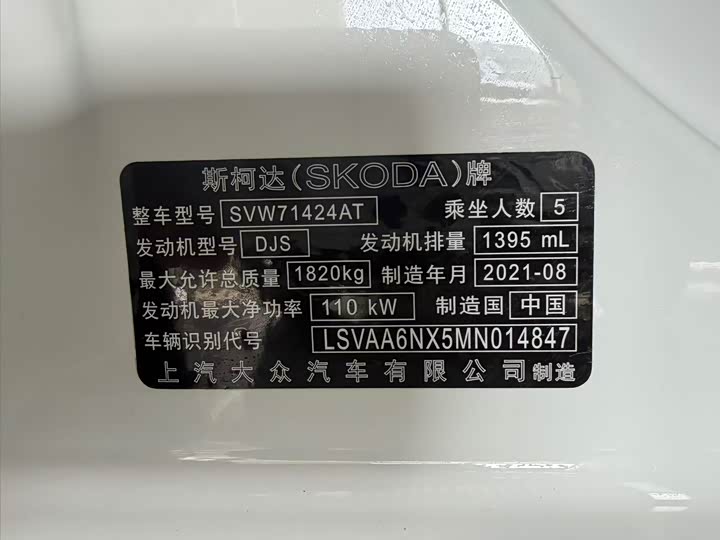 斯柯达(SKODA)牌
整车型号 SVW71424AT 乘坐人数 5
发动机型号 DJS 发动机排量 1395 mL
最大允许总质量 1820kg 制造年月 2021-08
发动机最大净功率 110 kW 制造国 中国
车辆识别代号 LSVAA6NX5MN014847
上汽大众汽车有限公司制造